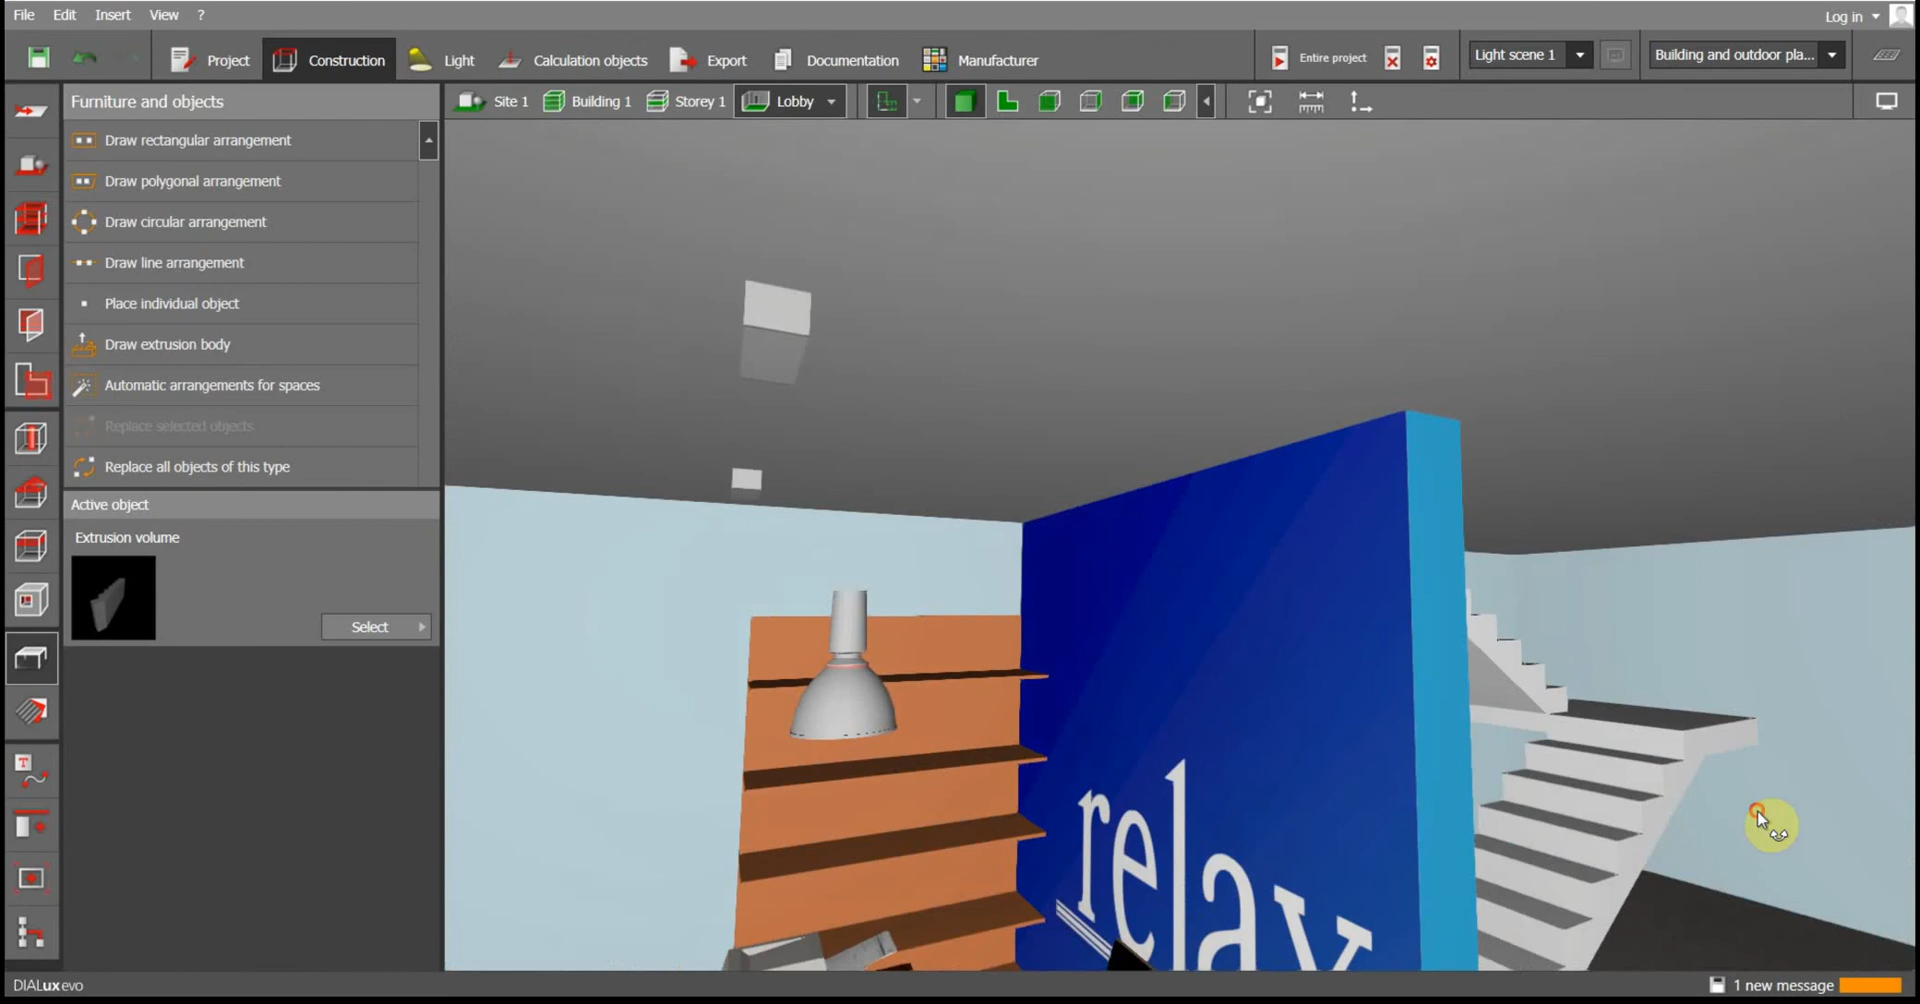 File Edit Insert View ?
Log in
Project Construction Light Calculation objects Export Documentation Manufacturer Entire project Light scene 1 Building and outdoor pla...
Furniture and objects
Site 1 Building 1 Storey 1 Lobby
Draw rectangular arrangement
Draw polygonal arrangement
Draw circular arrangement
Draw line arrangement
Place individual object
Draw extrusion body
Automatic arrangements for spaces
Replace selected objects
Replace all objects of this type
Active object
Extrusion volume
Select
relax
T
DIALux evo
1 new message